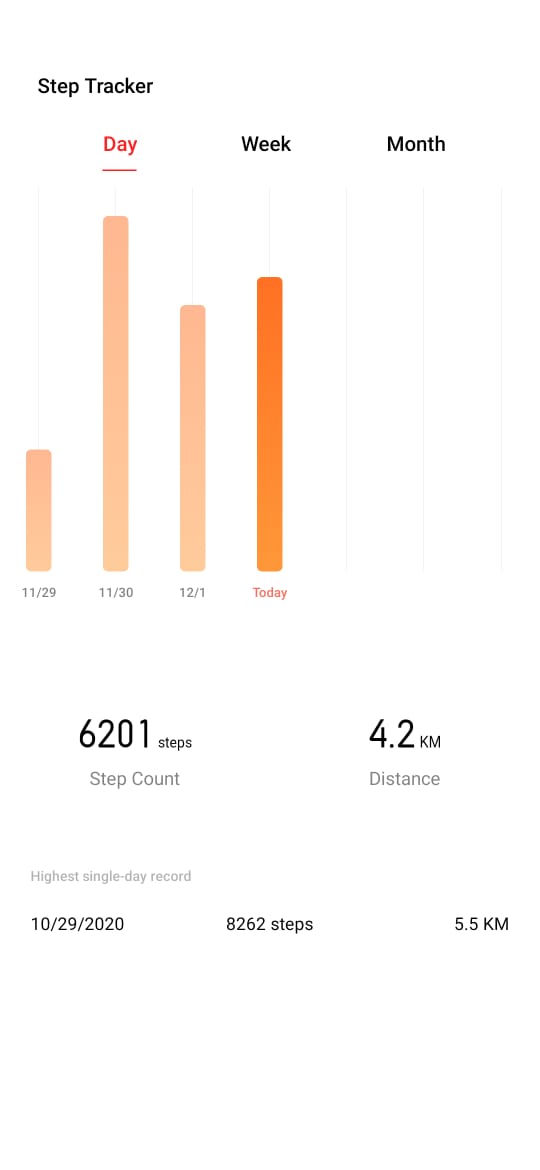 Step Tracker
Day Week Month
11/29 11/30 12/1 Today
6201 steps 4.2 KM
Step Count Distance
Highest single-day record
10/29/2020 8262 steps 5.5 KM